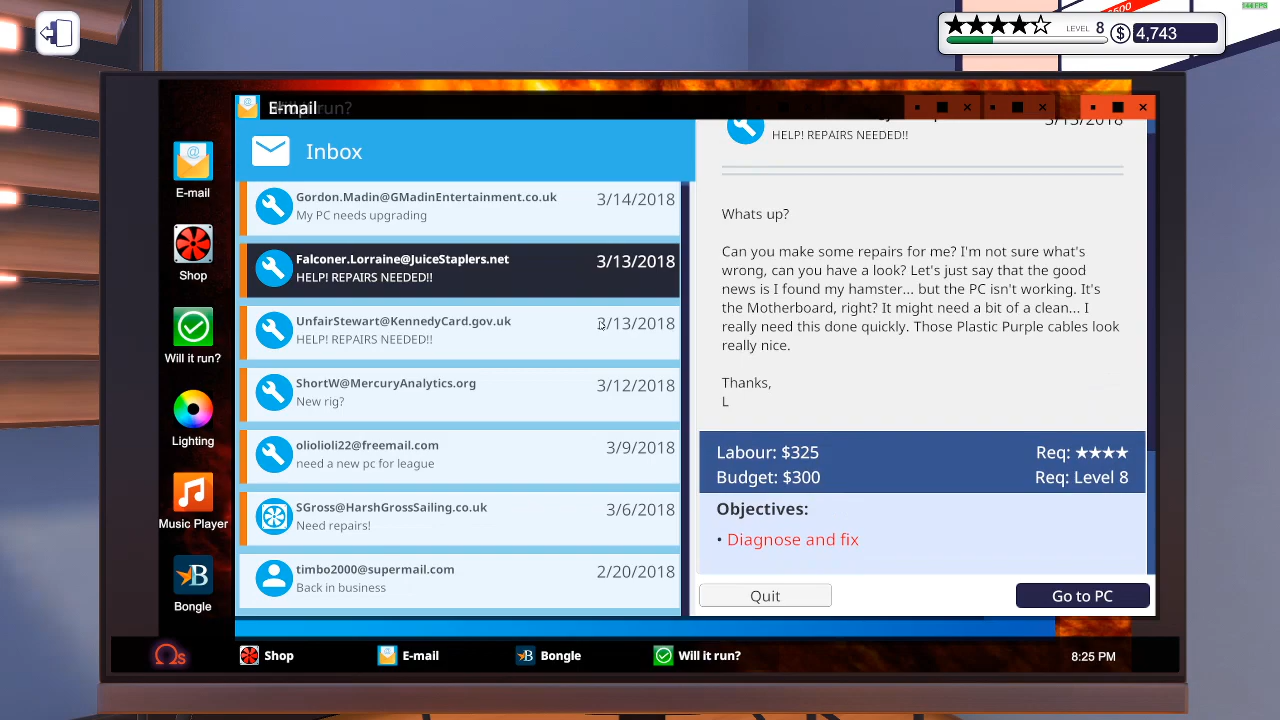 144 FPS
$600
LEVEL 8
$ 4,743
E-mail
Inbox
HELP! REPAIRS NEEDED!!
3/13/2018
Gordon.Madin@GMadinEntertainment.co.uk
3/14/2018
My PC needs upgrading
Falconer.Lorraine@JuiceStaplers.net
3/13/2018
HELP! REPAIRS NEEDED!!
UnfairStewart@KennedyCard.gov.uk
3/13/2018
HELP! REPAIRS NEEDED!!
ShortW@MercuryAnalytics.org
3/12/2018
New rig?
oliolioli22@freemail.com
3/9/2018
need a new pc for league
SGross@HarshGrossSailing.co.uk
3/6/2018
Need repairs!
timbo2000@supermail.com
2/20/2018
Back in business
Whats up?
Can you make some repairs for me? I'm not sure what's
wrong, can you have a look? Let's just say that the good
news is I found my hamster... but the PC isn't working. It's
the Motherboard, right? It might need a bit of a clean... I
really need this done quickly. Those Plastic Purple cables look
really nice.
Thanks,
L
Labour: $325
Req: ★★★★
Budget: $300
Req: Level 8
Objectives:
• Diagnose and fix
Quit
Go to PC
E-mail
Shop
Will it run?
Lighting
Music Player
Bongle
Shop
E-mail
Bongle
Will it run?
8:25 PM